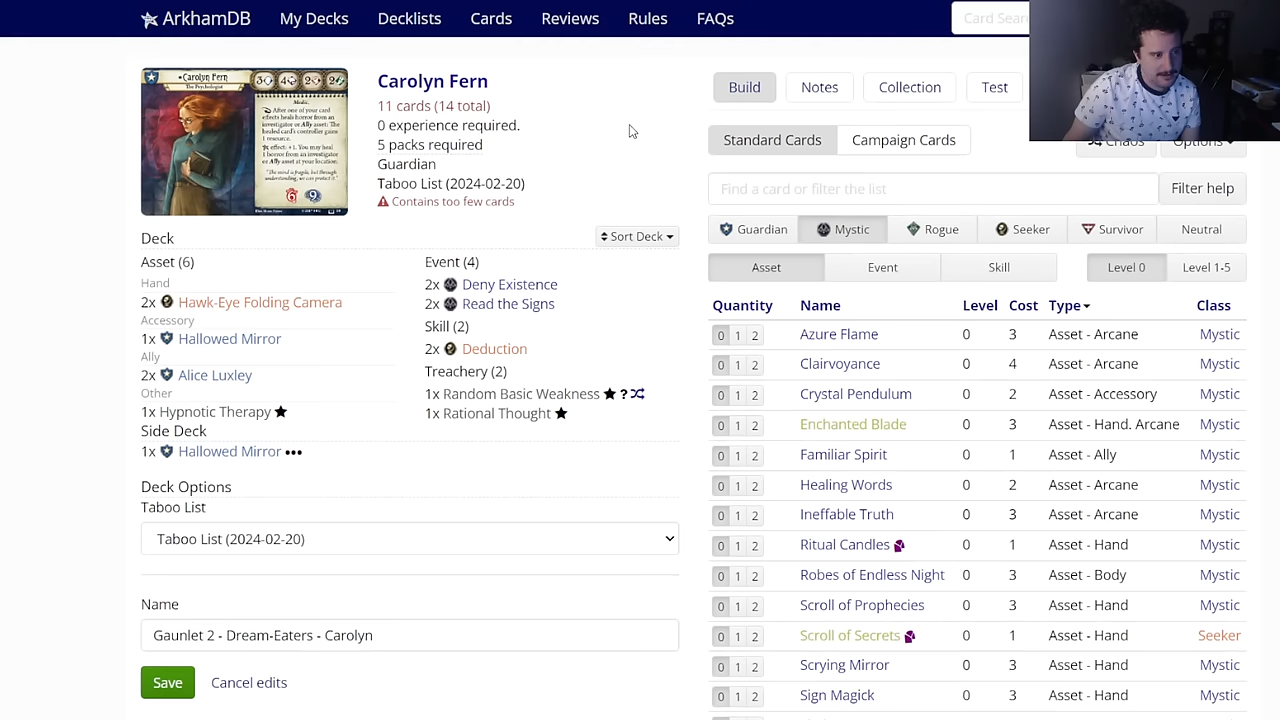 ArkhamDB My Decks Decklists Cards Reviews Rules FAQs Card Sear
Carolyn Fern
The Psychologist
Medic.
Carolyn Fern
11 cards (14 total)
0 experience required.
5 packs required
Guardian
Taboo List (2024-02-20)
Contains too few cards
Deck
Sort Deck
Asset (6)
Hand
2x Hawk-Eye Folding Camera
Accessory
1x Hallowed Mirror
Ally
2x Alice Luxley
Other
1x Hypnotic Therapy
Side Deck
1x Hallowed Mirror
Event (4)
2x Deny Existence
2x Read the Signs
Skill (2)
2x Deduction
Treachery (2)
1x Random Basic Weakness ?
1x Rational Thought
Deck Options
Taboo List
Taboo List (2024-02-20)
Name
Gaunlet 2 - Dream-Eaters - Carolyn
Save Cancel edits
Build Notes Collection Test
Standard Cards Campaign Cards Chaos Options
Find a card or filter the list Filter help
Guardian Mystic Rogue Seeker Survivor Neutral
Asset Event Skill Level 0 Level 1-5
Quantity Name Level Cost Type Class
0 1 2 Azure Flame 0 3 Asset - Arcane Mystic
0 1 2 Clairvoyance 0 4 Asset - Arcane Mystic
0 1 2 Crystal Pendulum 0 2 Asset - Accessory Mystic
0 1 2 Enchanted Blade 0 3 Asset - Hand. Arcane Mystic
0 1 2 Familiar Spirit 0 1 Asset - Ally Mystic
0 1 2 Healing Words 0 2 Asset - Arcane Mystic
0 1 2 Ineffable Truth 0 3 Asset - Arcane Mystic
0 1 2 Ritual Candles 0 1 Asset - Hand Mystic
0 1 2 Robes of Endless Night 0 3 Asset - Body Mystic
0 1 2 Scroll of Prophecies 0 3 Asset - Hand Mystic
0 1 2 Scroll of Secrets 0 1 Asset - Hand Seeker
0 1 2 Scrying Mirror 0 3 Asset - Hand Mystic
0 1 2 Sign Magick 0 3 Asset - Hand Mystic